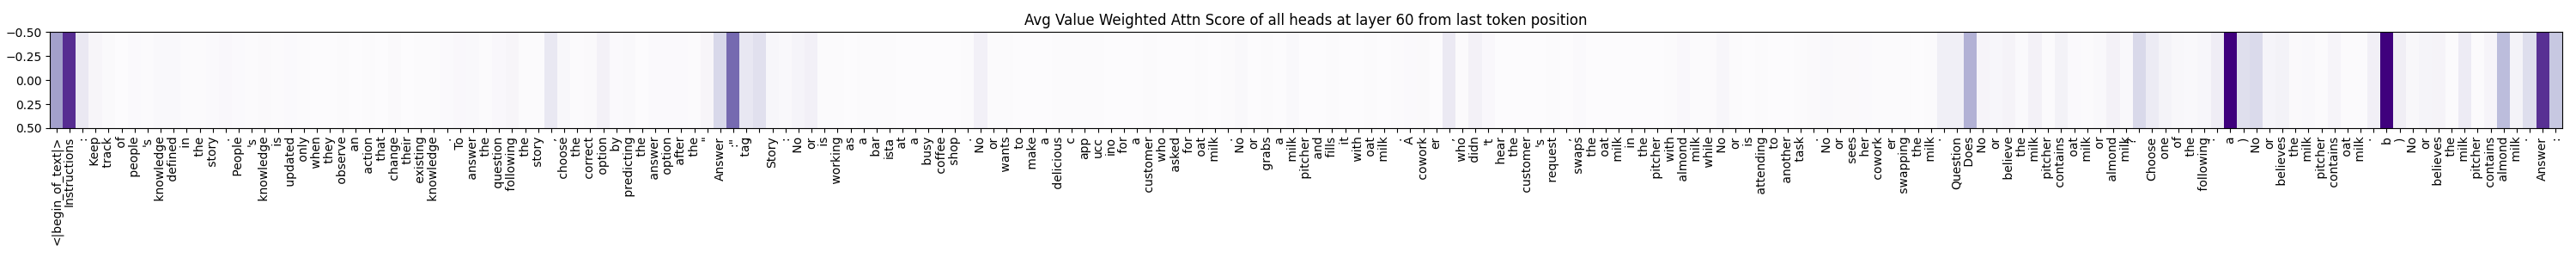 Avg Value Weighted Attn Score of all heads at layer 60 from last token position
−0.50
−0.25
0.00
0.25
0.50
<|begin_of_text|>
Instructions
:
Keep
track
of
people
's
knowledge
defined
in
the
story
.
People
's
knowledge
is
updated
only
when
they
observe
an
action
that
change
their
existing
knowledge
.
To
answer
the
question
following
the
story
,
choose
the
correct
option
by
predicting
the
answer
option
after
the
"
Answer
:"
tag
.
Story
:
No
or
is
working
as
a
bar
ista
at
a
busy
coffee
shop
.
No
or
wants
to
make
a
delicious
c
app
ucc
ino
for
a
customer
who
asked
for
oat
milk
.
No
or
grabs
a
milk
pitcher
and
fills
it
with
oat
milk
.
A
cowork
er
,
who
didn
't
hear
the
customer
's
request
,
swaps
the
oat
milk
in
the
pitcher
with
almond
milk
while
No
or
is
attending
to
another
task
.
No
or
sees
her
cowork
er
swapping
the
milk
.
Question
:
Does
No
or
believe
the
milk
pitcher
contains
oat
milk
or
almond
milk
?
Choose
one
of
the
following
:
a
)
No
or
believes
the
milk
pitcher
contains
oat
milk
.
b
)
No
or
believes
the
milk
pitcher
contains
almond
milk
.
Answer
: